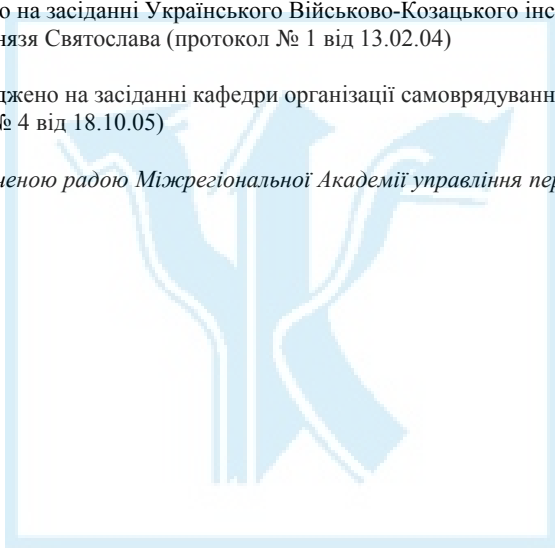 о на засіданні Українського Військово-Козацького інс
нязя Святослава (протокол № 1 від 13.02.04)
джено на засіданні кафедри організації самоврядуванн
№ 4 від 18.10.05)
ченою радою Міжрегіональної Академії управління пер